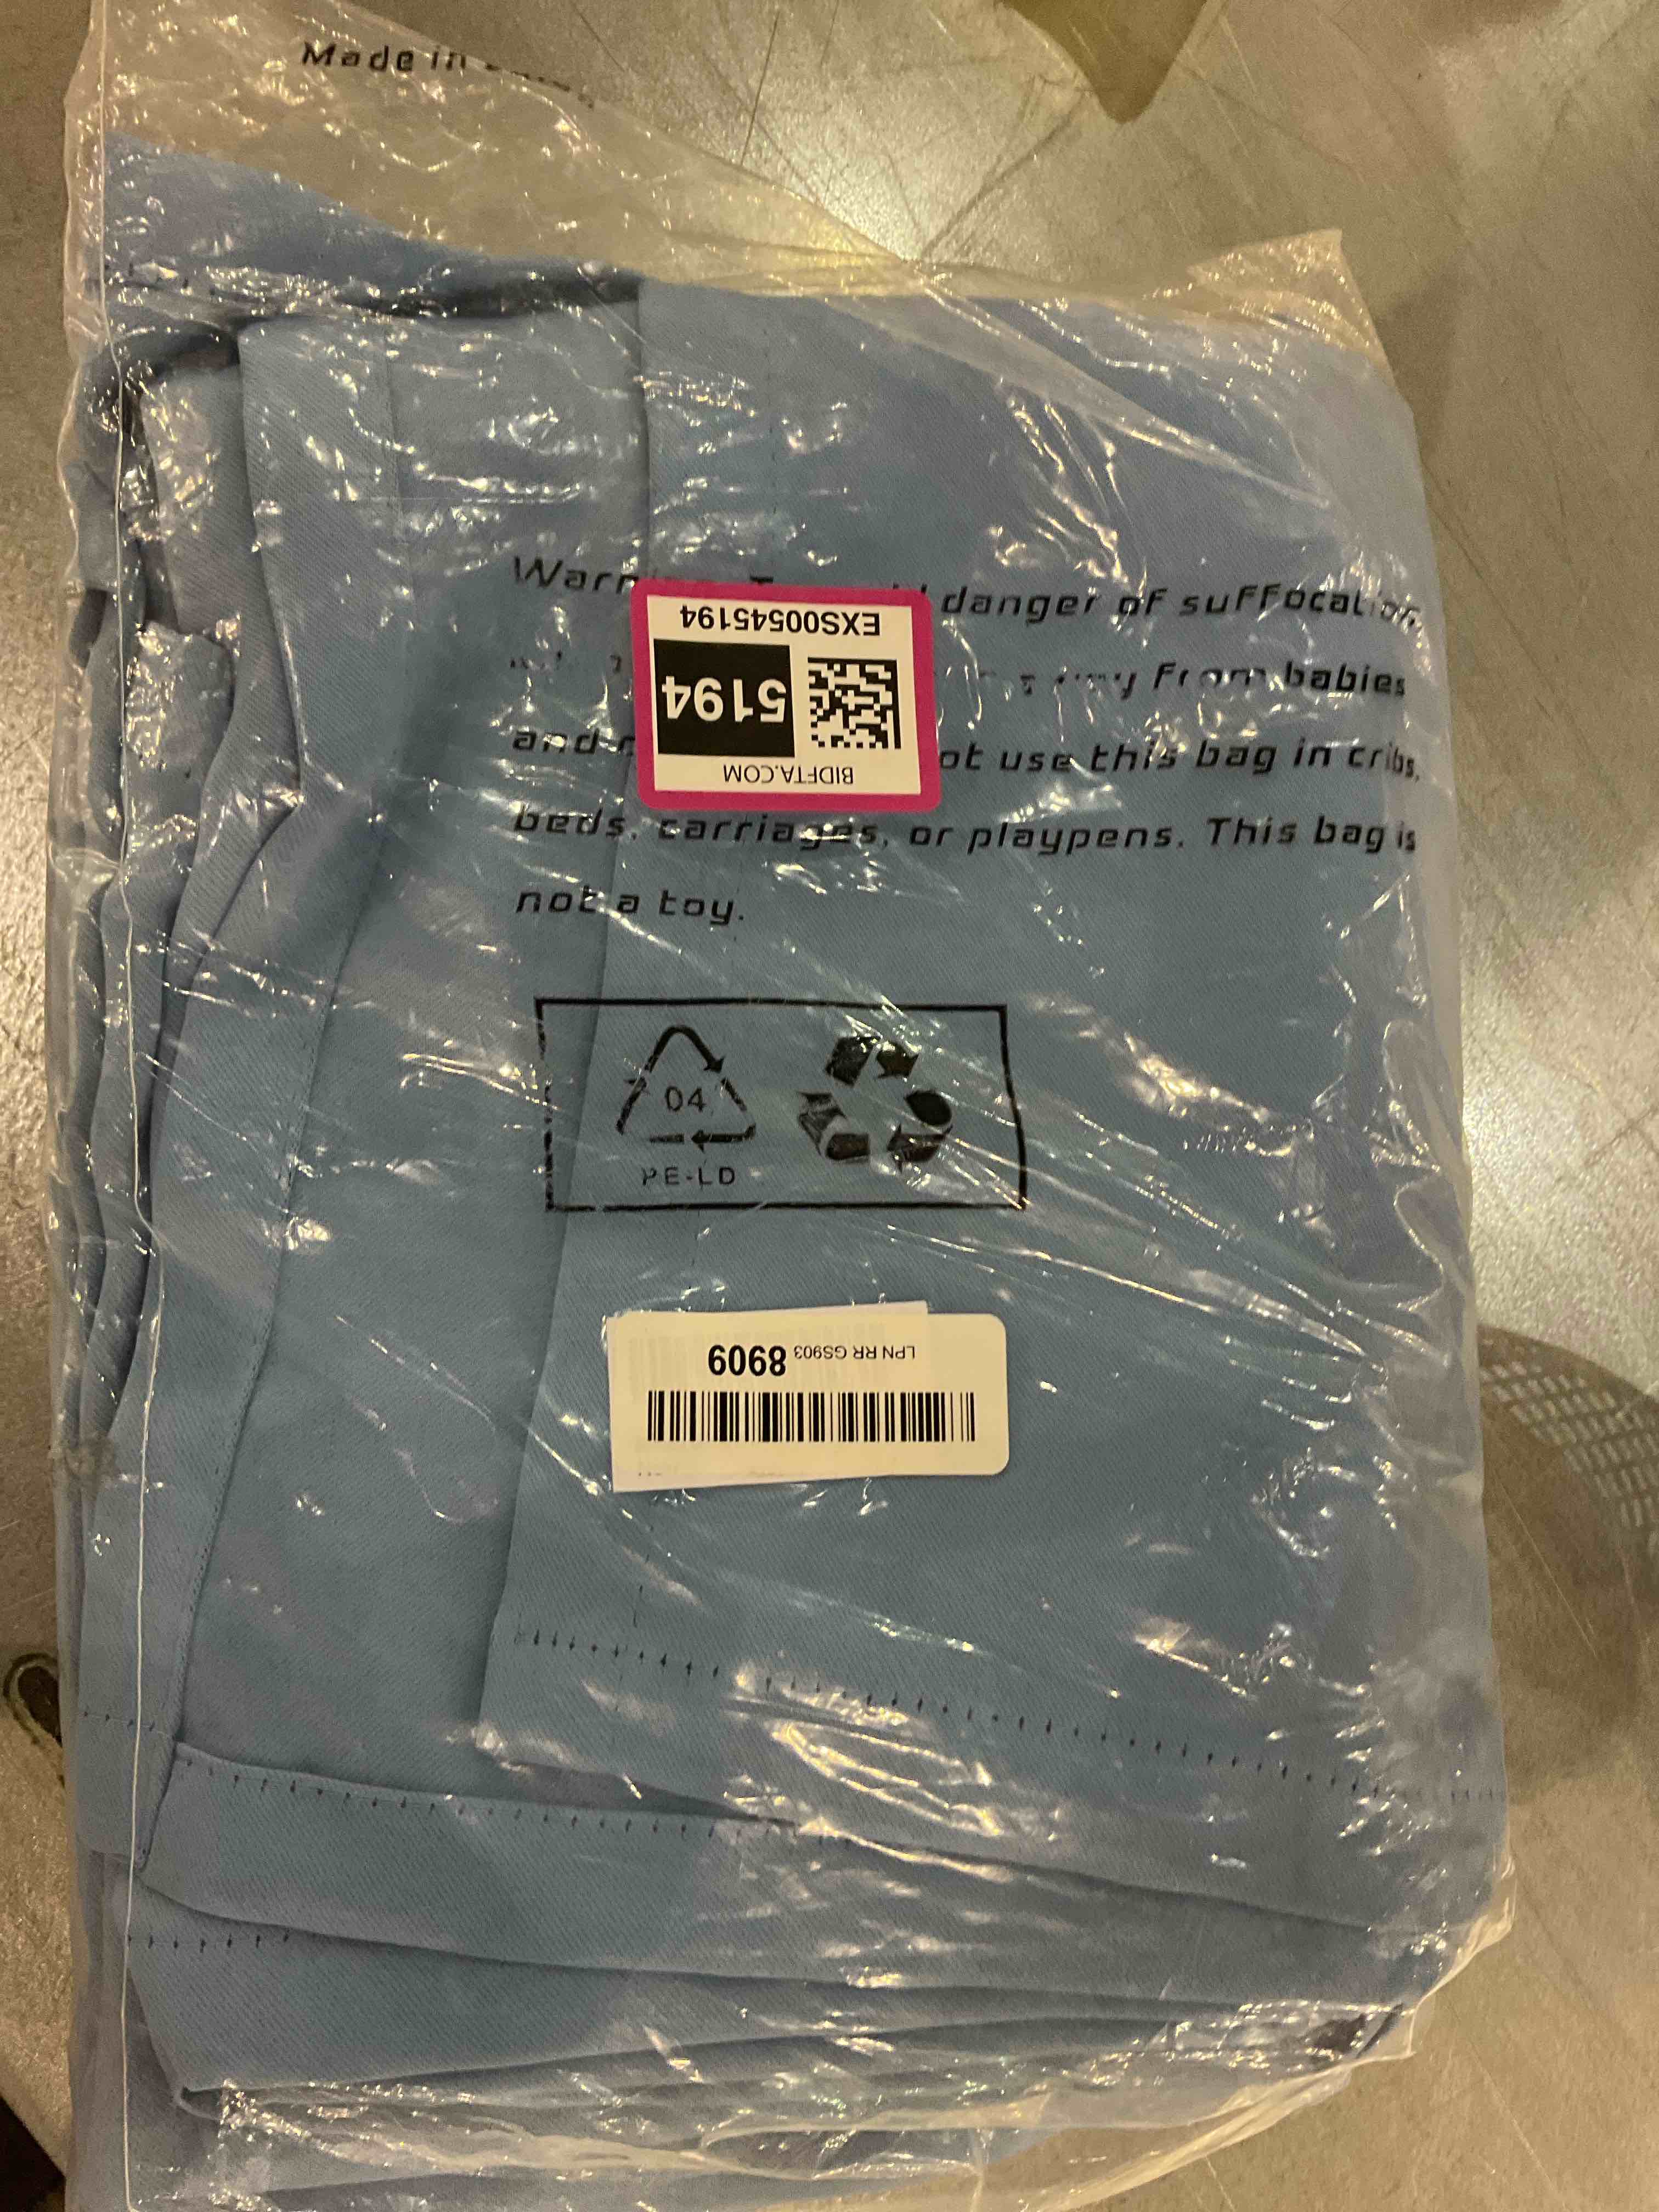 Made in
danger of suffocation
From babies
and
ot use this bag in cribs,
beds, carriages, or playpens. This bag is
not a toy.
BIDFTA.COM
5194
EXS00545194
04
PE-LD
LPN RR GS903 8909